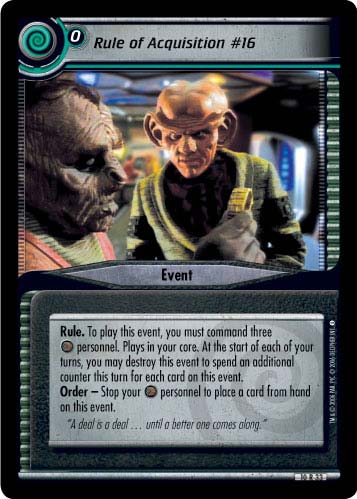 0
Rule of Acquisition #16
Event
Rule. To play this event, you must command three
personnel. Plays in your core. At the start of each of your
turns, you may destroy this event to spend an additional
counter this turn for each card on this event.
Order – Stop your personnel to place a card from hand
on this event.
"A deal is a deal ... until a better one comes along."
10 R 33